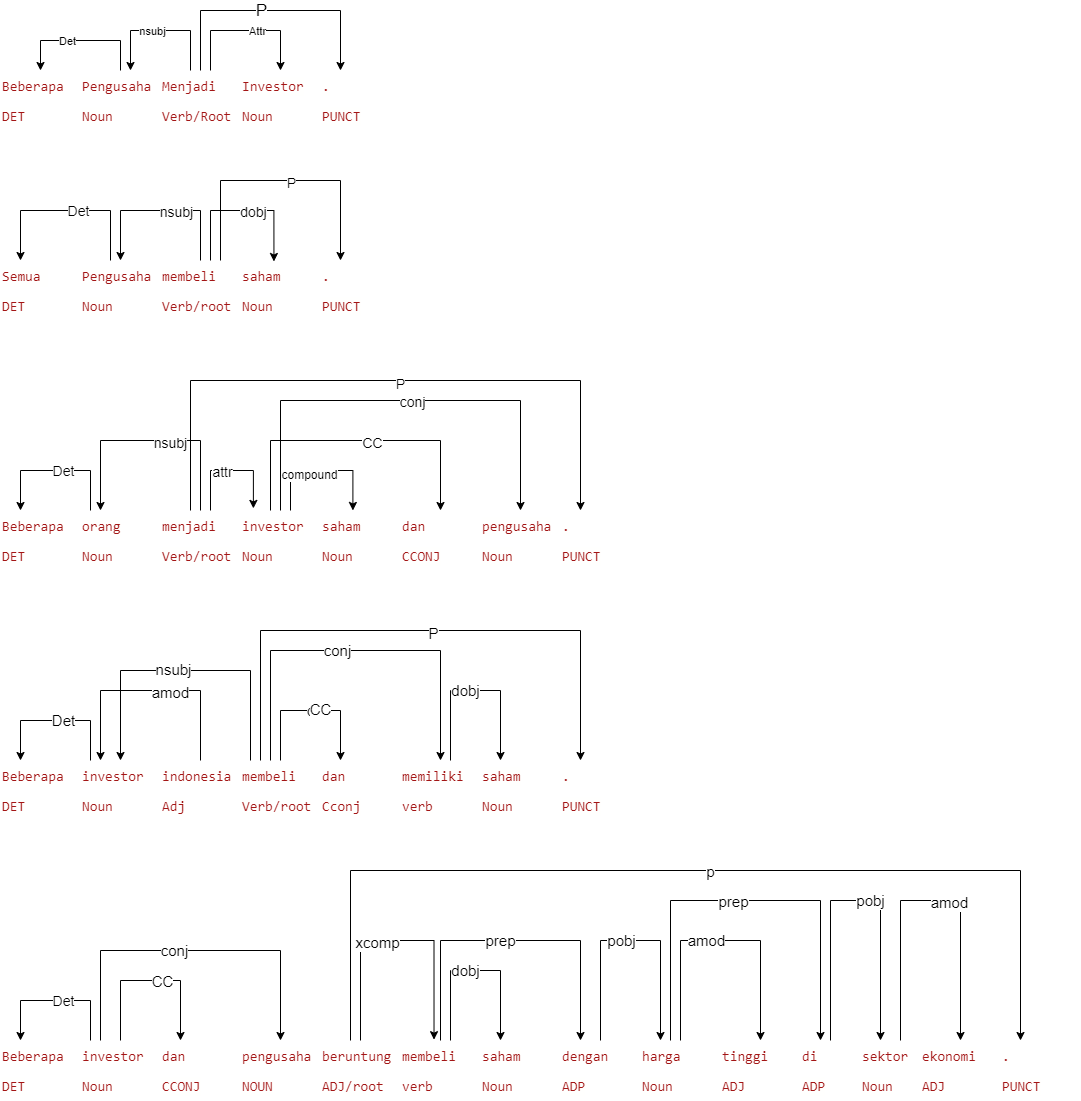 P
nsubj Attr
Det
Beberapa Pengusaha Menjadi Investor .
DET Noun Verb/Root Noun PUNCT
P
Det nsubj dobj
Semua Pengusaha membeli saham .
DET Noun Verb/root Noun PUNCT
P
conj
nsubj CC
Det attr compound
Beberapa orang menjadi investor saham dan pengusaha .
DET Noun Verb/root Noun Noun CCONJ Noun PUNCT
P
conj
nsubj
amod dobj
CC
Det
Beberapa investor indonesia membeli dan memiliki saham .
DET Noun Adj Verb/root Cconj verb Noun PUNCT
p
prep pobj amod
conj xcomp prep pobj amod
CC dobj
Det
Beberapa investor dan pengusaha beruntung membeli saham dengan harga tinggi di sektor ekonomi .
DET Noun CCONJ NOUN ADJ/root verb Noun ADP Noun ADJ ADP Noun ADJ PUNCT